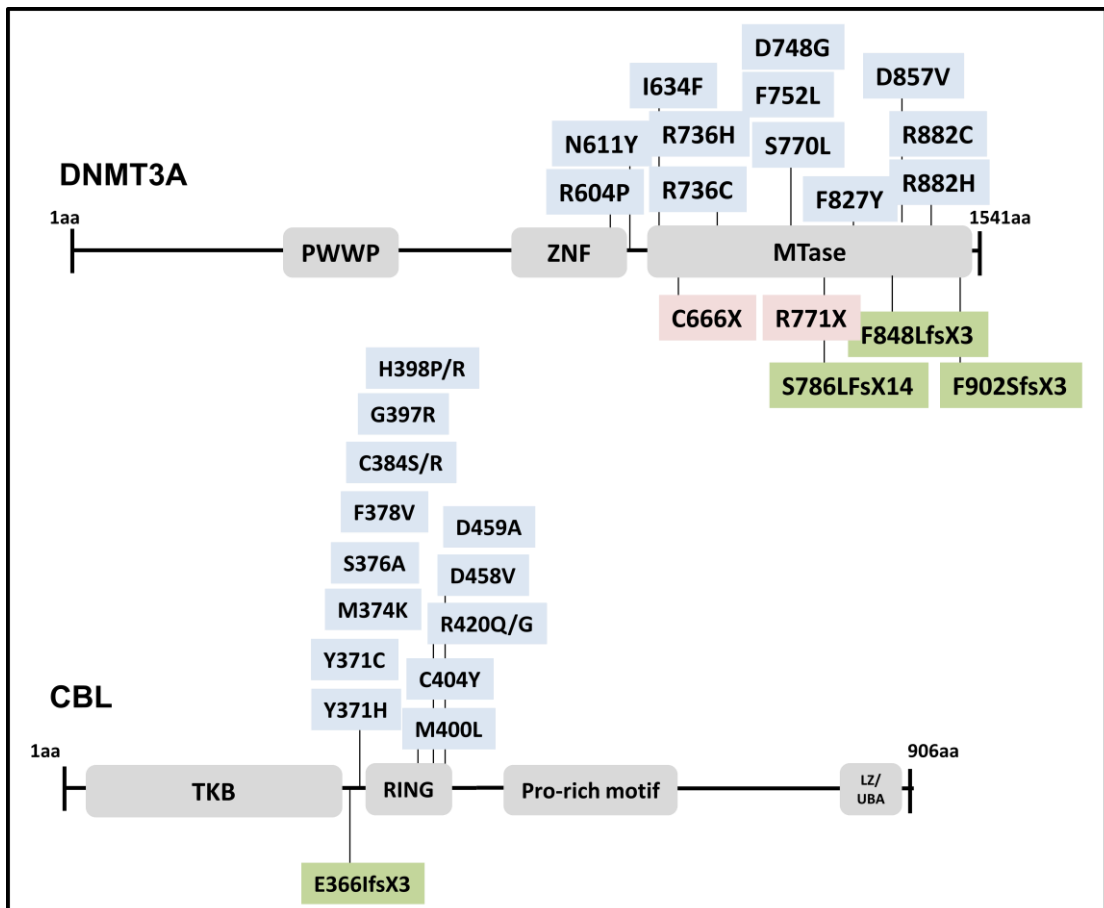 D748G
D857V
I634F
F752L
N611Y
R736H
S770L
R882C
DNMT3A
R604P
R736C
F827Y
R882H
1aa
1541aa
PWWP
ZNF
MTase
C666X
R771X
F848LfsX3
S786LFsX14
F902SfsX3
H398P/R
G397R
C384S/R
F378V
D459A
S376A
D458V
M374K
R420Q/G
Y371C
C404Y
CBL
Y371H
M400L
1aa
906aa
TKB
RING
Pro-rich motif
LZ/
UBA
E366IfsX3